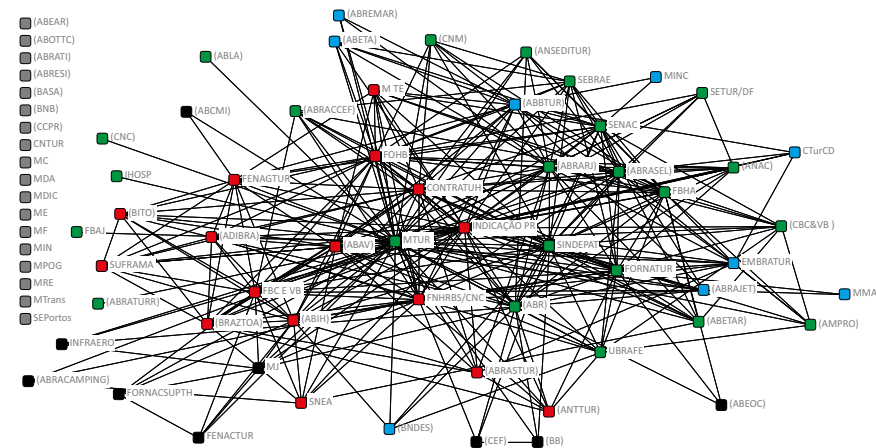 (ABEAR)
(ABOTTC)
(ABRATI)
(ABRESI)
(BASA)
(BNB)
(CCPR)
CNTUR
MC
MDA
MDIC
ME
MF
MIN
MPOG
MRE
MTrans
SEPortos
(ABREMAR)
(ABETA)
(CNM)
(ABLA)
(ANSEDITUR)
SEBRAE
MINC
M TE
SETUR/DF
(ABCMI)
(ABRACCEF)
(ABBTUR)
SENAC
(CNC)
FOHB
CTurCD
(ABRARJ)
(ABRASEL)
(ANAC)
IHOSP
FENAGTUR
CONTRATUH
FBHA
(BITO)
INDICAÇÃO PR
(CBC&VB )
FBAJ
(ADIBRA)
(ABAV)
MTUR
SINDEPAT
SUFRAMA
FORNATUR
EMBRATUR
FBC E VB
FNHRBS/CNC
(ABRAJET)
MMA
(ABRATURR)
(ABR)
(BRAZTOA)
(ABIH)
(ABETAR)
(AMPRO)
INFRAERO
UBRAFE
MJ
(ABRASTUR)
(ABRACAMPING)
FORNACSUPTH
SNEA
(ANTTUR)
(ABEOC)
(BNDES)
FENACTUR
(CEF)
(BB)